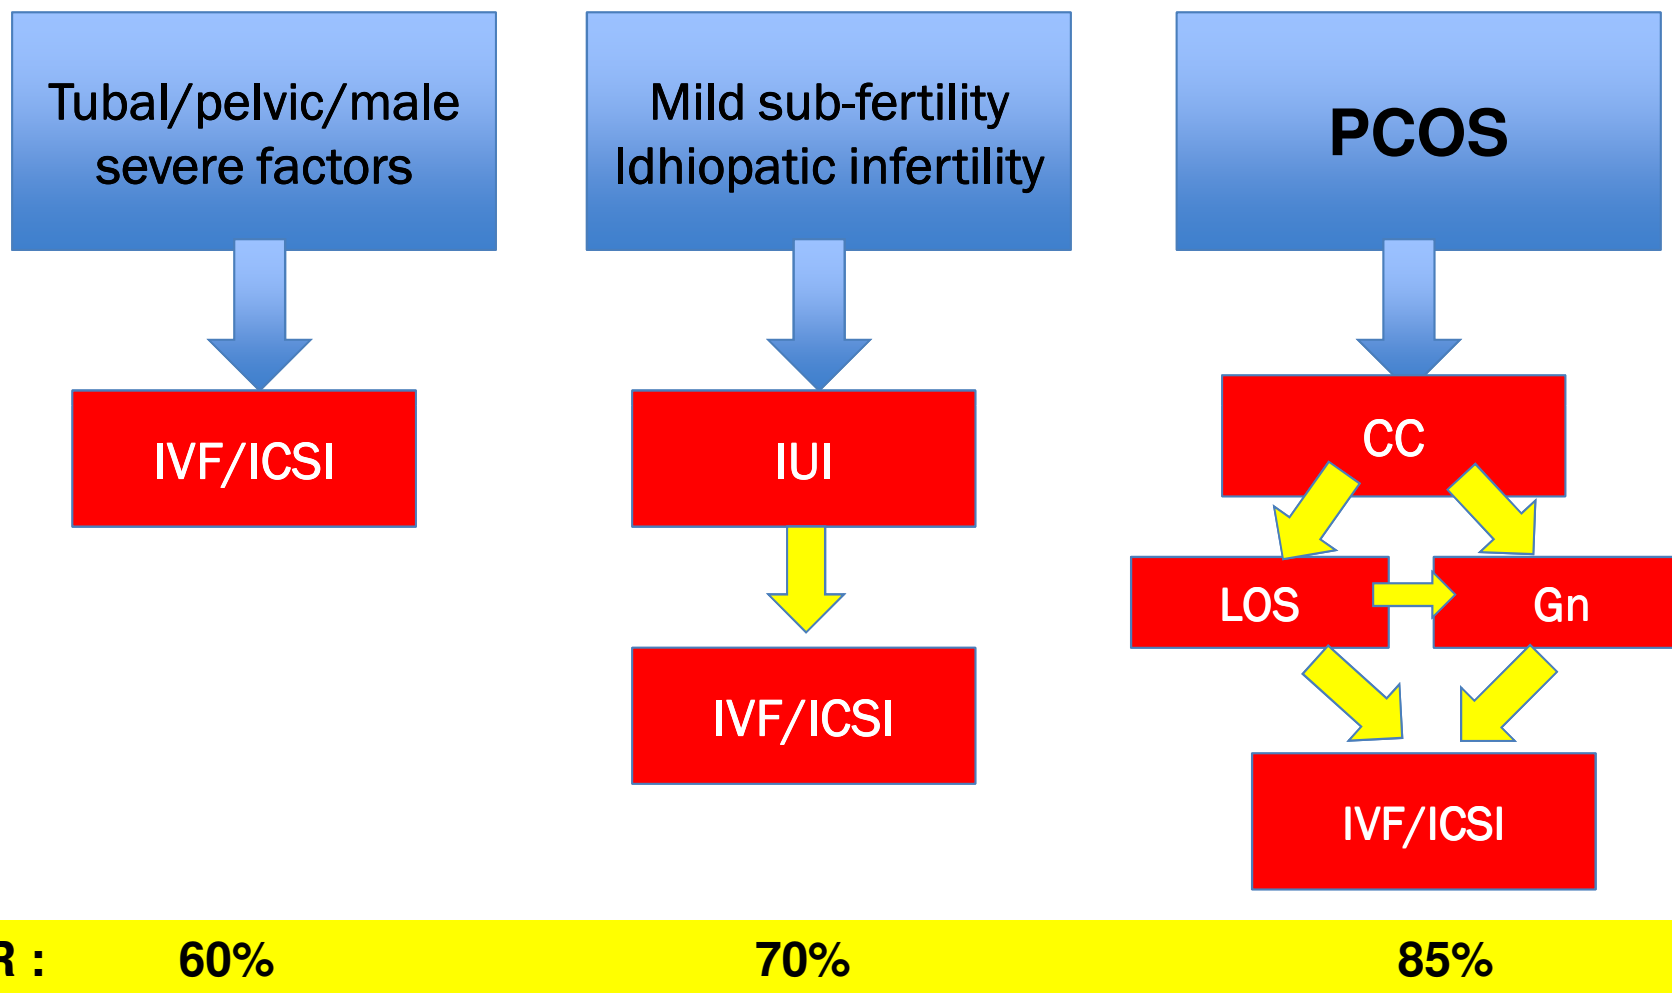 Tubal/pelvic/male
severe factors
Mild sub-fertility
Idhiopatic infertility
PCOS
IVF/ICSI
IUI
CC
LOS
Gn
IVF/ICSI
IVF/ICSI
R : 60% 70% 85%